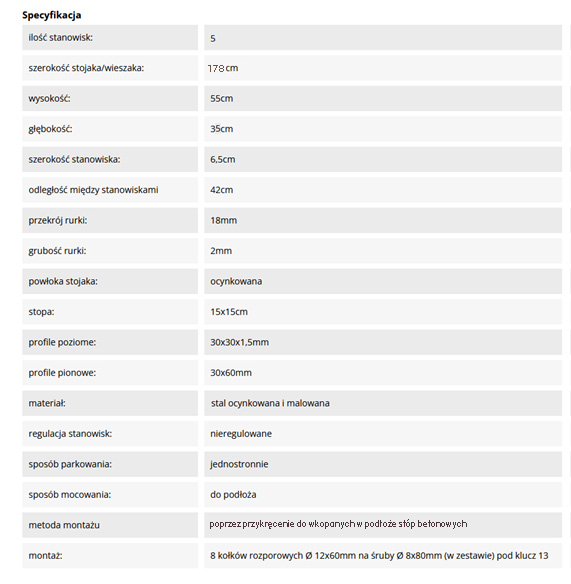 Specyfikacja
ilość stanowisk: 5
szerokość stojaka/wieszaka: 178 cm
wysokość: 55cm
głębokość: 35cm
szerokość stanowiska: 6,5cm
odległość między stanowiskami 42cm
przekrój rurki: 18mm
grubość rurki: 2mm
powłoka stojaka: ocynkowana
stopa: 15x15cm
profile poziome: 30x30x1,5mm
profile pionowe: 30x60mm
materiał: stal ocynkowana i malowana
regulacja stanowisk: nieregulowane
sposób parkowania: jednostronnie
sposób mocowania: do podłoża
metoda montażu poprzez przykręcenie do wkopanych w podłoże stóp betonowych
montaż: 8 kołków rozporowych Ø 12x60mm na śruby Ø 8x80mm (w zestawie) pod klucz 13